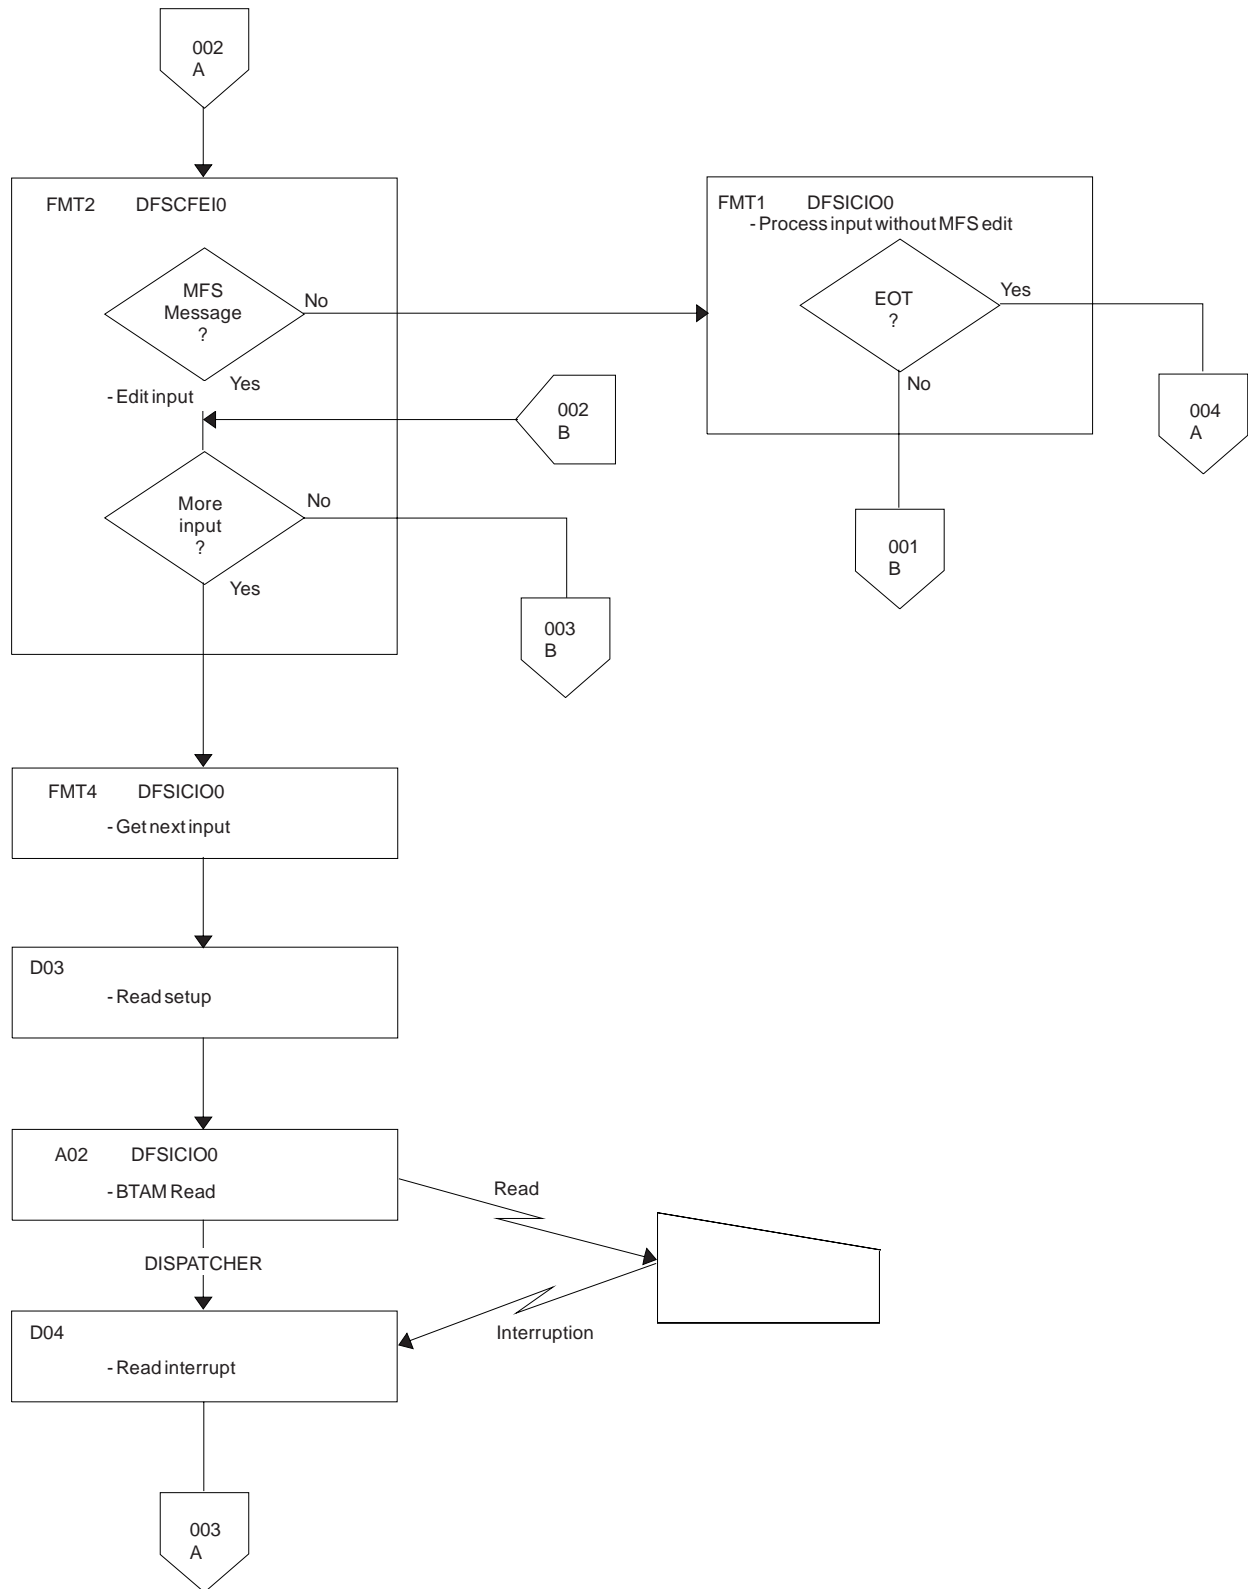 002
A
FMT2 DFSCFEI0
MFS
Message
?
No
Yes
- Edit input
002
B
More
input
?
No
Yes
003
B
FMT1 DFSICIO0
- Process input without MFS edit
EOT
?
Yes
No
004
A
001
B
FMT4 DFSICIO0
- Get next input
D03
- Read setup
A02 DFSICIO0
- BTAM Read
Read
DISPATCHER
Interruption
D04
- Read interrupt
003
A